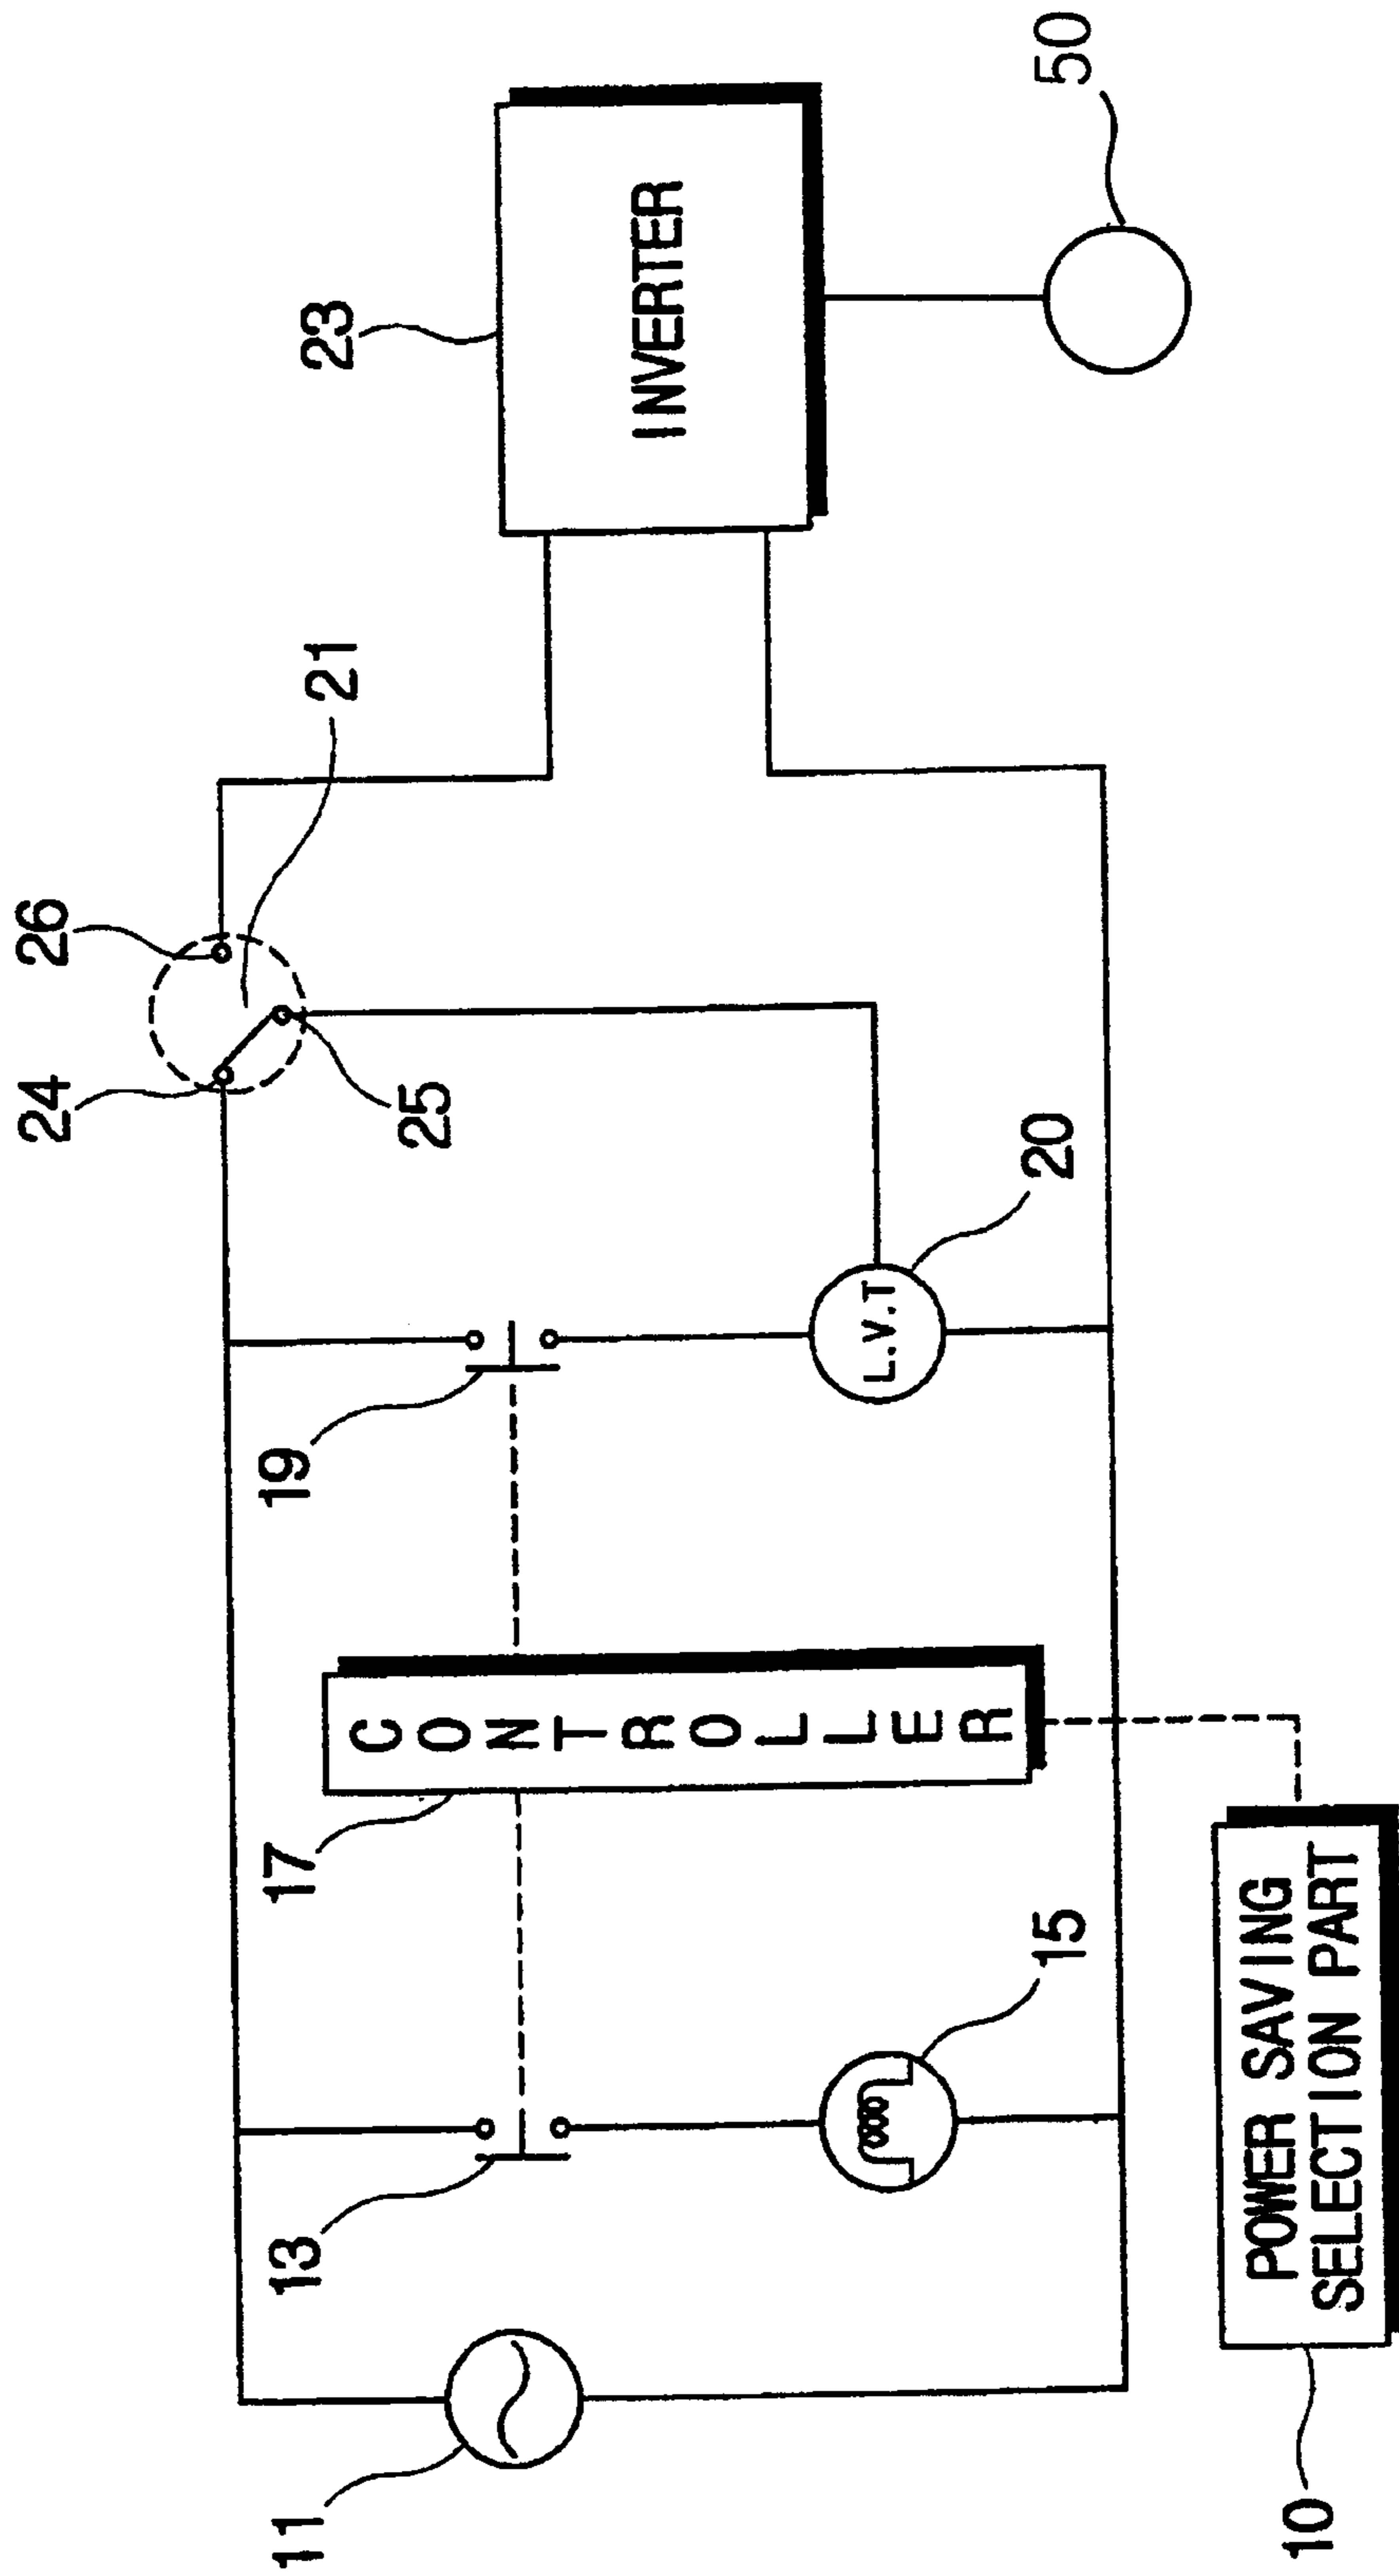 24
26
21
25
23
INVERTER
19
17
CONTROLLER
13
11
20
L.V.T
15
50
POWER SAVING
SELECTION PART
10